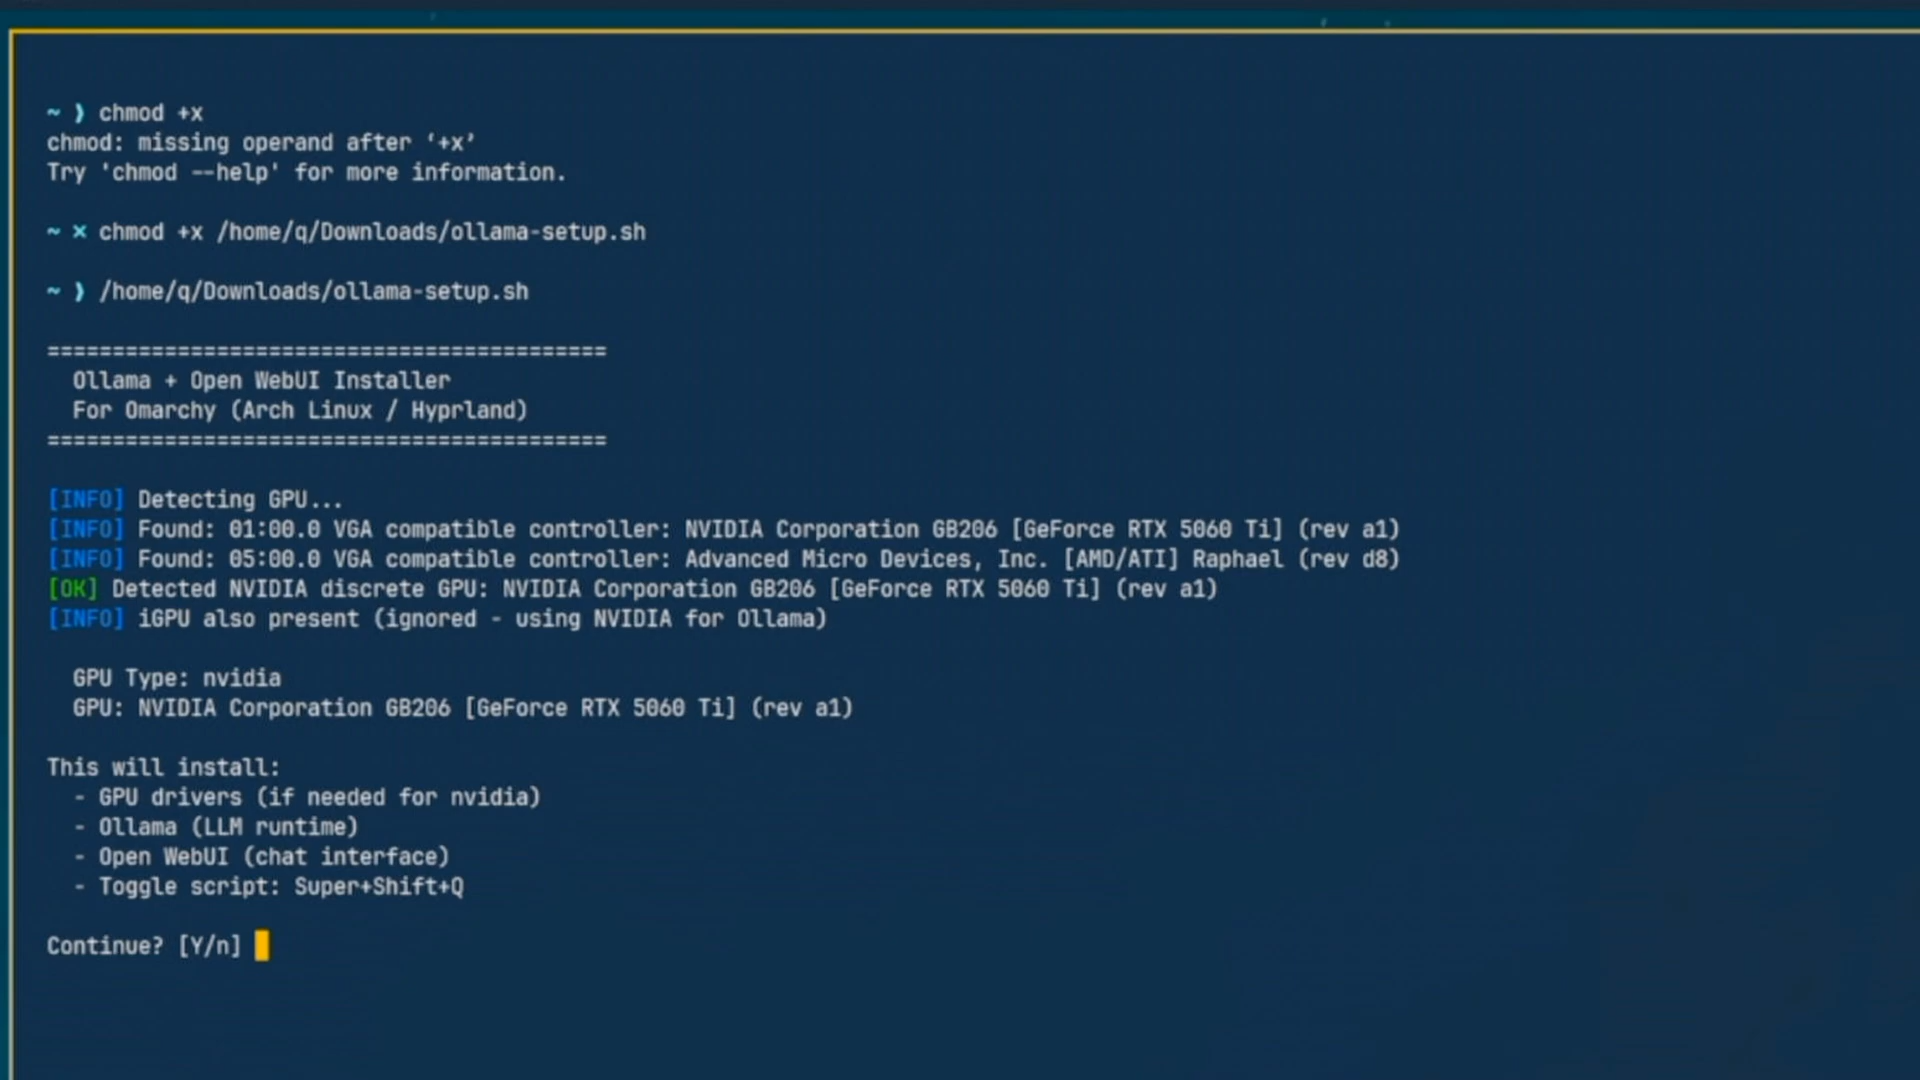 ~ ❯ chmod +x
chmod: missing operand after ‘+x’
Try 'chmod --help' for more information.
~ × chmod +x /home/q/Downloads/ollama-setup.sh
~ ❯ /home/q/Downloads/ollama-setup.sh
===========================================
Ollama + Open WebUI Installer
For Omarchy (Arch Linux / Hyprland)
===========================================
[INFO] Detecting GPU...
[INFO] Found: 01:00.0 VGA compatible controller: NVIDIA Corporation GB206 [GeForce RTX 5060 Ti] (rev a1)
[INFO] Found: 05:00.0 VGA compatible controller: Advanced Micro Devices, Inc. [AMD/ATI] Raphael (rev d8)
[OK] Detected NVIDIA discrete GPU: NVIDIA Corporation GB206 [GeForce RTX 5060 Ti] (rev a1)
[INFO] iGPU also present (ignored - using NVIDIA for Ollama)
GPU Type: nvidia
GPU: NVIDIA Corporation GB206 [GeForce RTX 5060 Ti] (rev a1)
This will install:
- GPU drivers (if needed for nvidia)
- Ollama (LLM runtime)
- Open WebUI (chat interface)
- Toggle script: Super+Shift+Q
Continue? [Y/n]